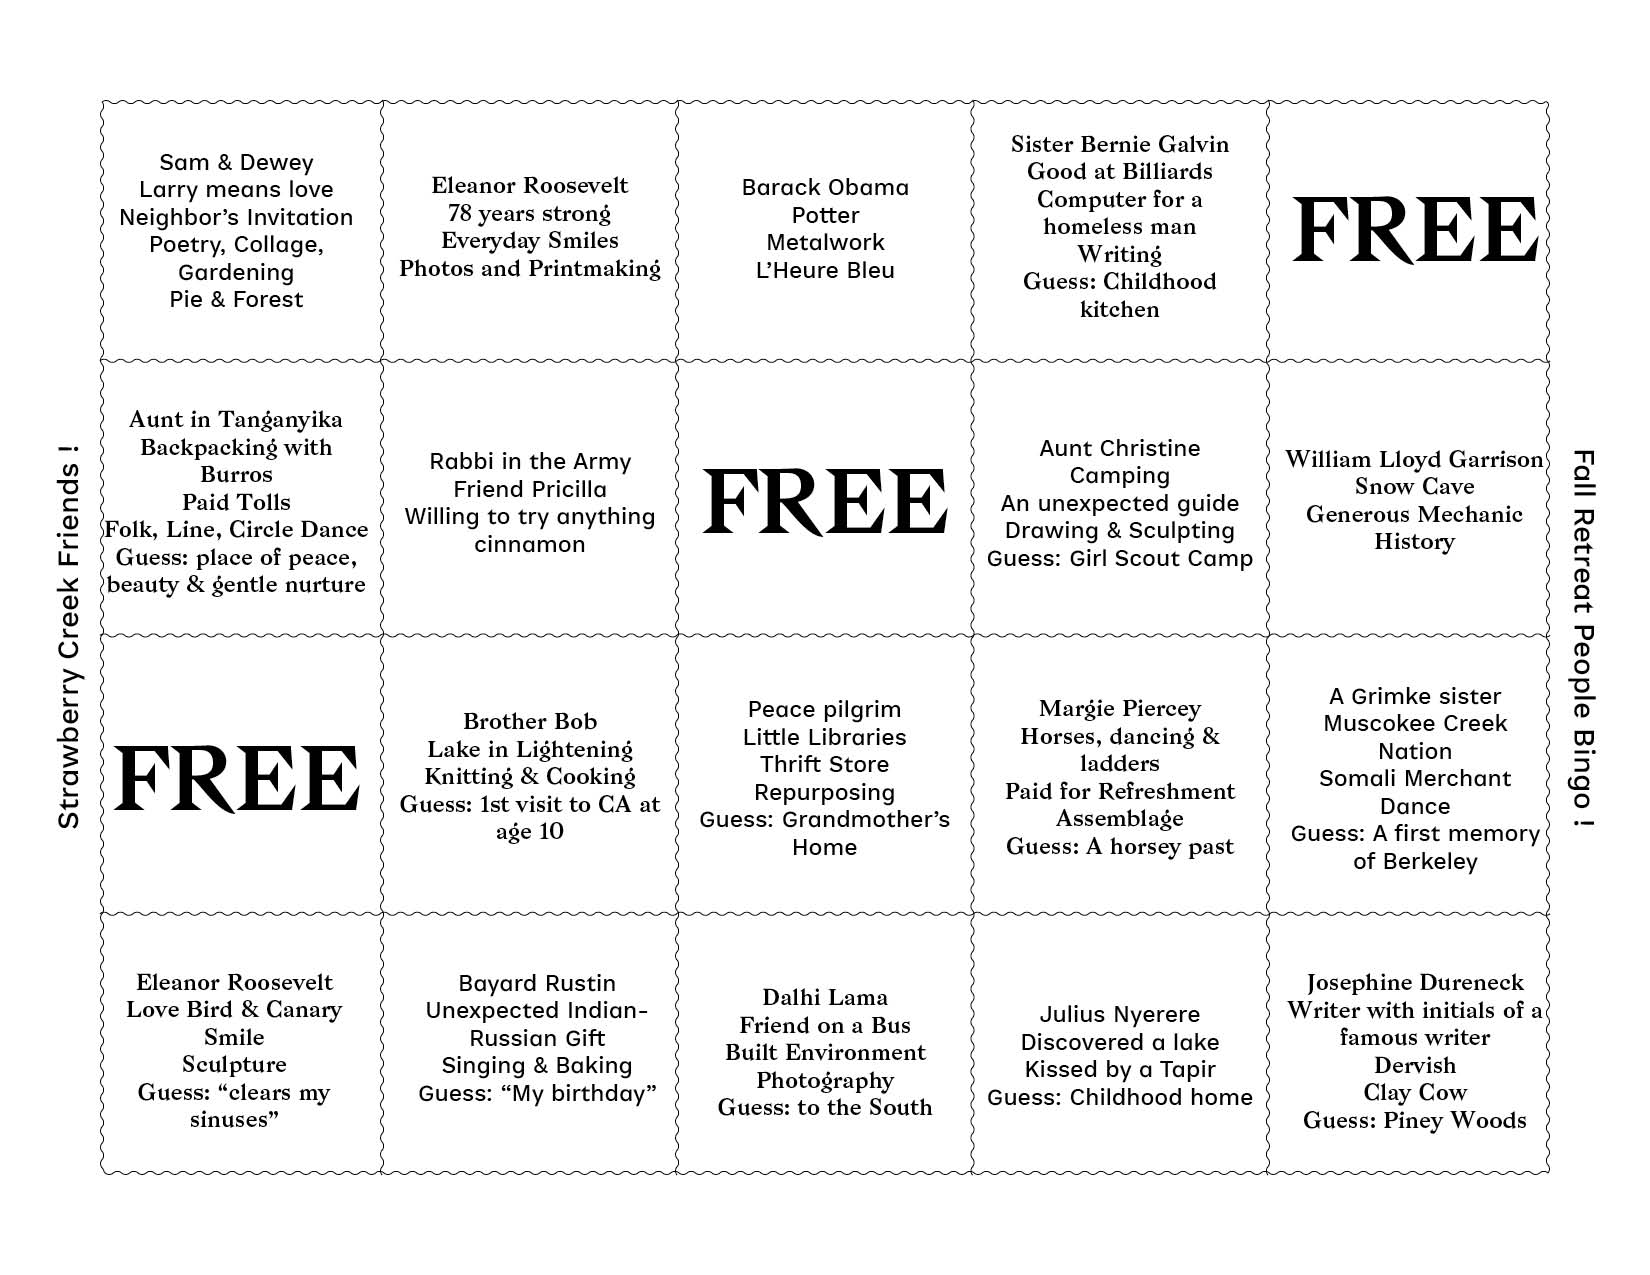 Strawberry Creek Friends !
Sam & Dewey
Larry means love
Neighbor's Invitation
Poetry, Collage,
Gardening
Pie & Forest
Eleanor Roosevelt
78 years strong
Everyday Smiles
Photos and Printmaking
Barack Obama
Potter
Metalwork
L'Heure Bleu
Sister Bernie Galvin
Good at Billiards
Computer for a
homeless man
Writing
Guess: Childhood
kitchen
FREE
Aunt in Tanganyika
Backpacking with
Burros
Paid Tolls
Folk, Line, Circle Dance
Guess: place of peace,
beauty & gentle nurture
Rabbi in the Army
Friend Pricilla
Willing to try anything
cinnamon
FREE
Aunt Christine
Camping
An unexpected guide
Drawing & Sculpting
Guess: Girl Scout Camp
William Lloyd Garrison
Snow Cave
Generous Mechanic
History
FREE
Brother Bob
Lake in Lightening
Knitting & Cooking
Guess: 1st visit to CA at
age 10
Peace pilgrim
Little Libraries
Thrift Store
Repurposing
Guess: Grandmother's
Home
Margie Piercey
Horses, dancing &
ladders
Paid for Refreshment
Assemblage
Guess: A horsey past
A Grimke sister
Muscokee Creek
Nation
Somali Merchant
Dance
Guess: A first memory
of Berkeley
Eleanor Roosevelt
Love Bird & Canary
Smile
Sculpture
Guess: “clears my
sinuses”
Bayard Rustin
Unexpected Indian-
Russian Gift
Singing & Baking
Guess: “My birthday”
Dalhi Lama
Friend on a Bus
Built Environment
Photography
Guess: to the South
Julius Nyerere
Discovered a lake
Kissed by a Tapir
Guess: Childhood home
Josephine Dureneck
Writer with initials of a
famous writer
Dervish
Clay Cow
Guess: Piney Woods
Fall Retreat People Bingo !